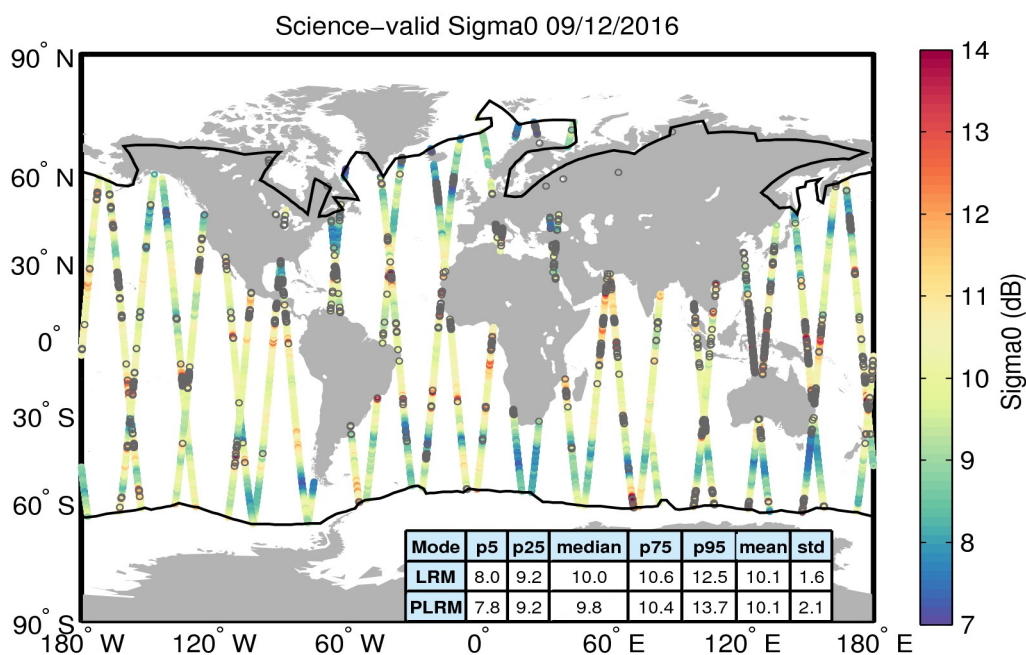 Science−valid Sigma0 09/12/2016
90° N
60° N
30° N
0°
30° S
60° S
90° S
180° W
120° W
60° W
0°
60° E
120° E
180° E
14
13
12
11
10
9
8
7
Sigma0 (dB)
Mode p5 p25 median p75 p95 mean std
LRM 8.0 9.2 10.0 10.6 12.5 10.1 1.6
PLRM 7.8 9.2 9.8 10.4 13.7 10.1 2.1